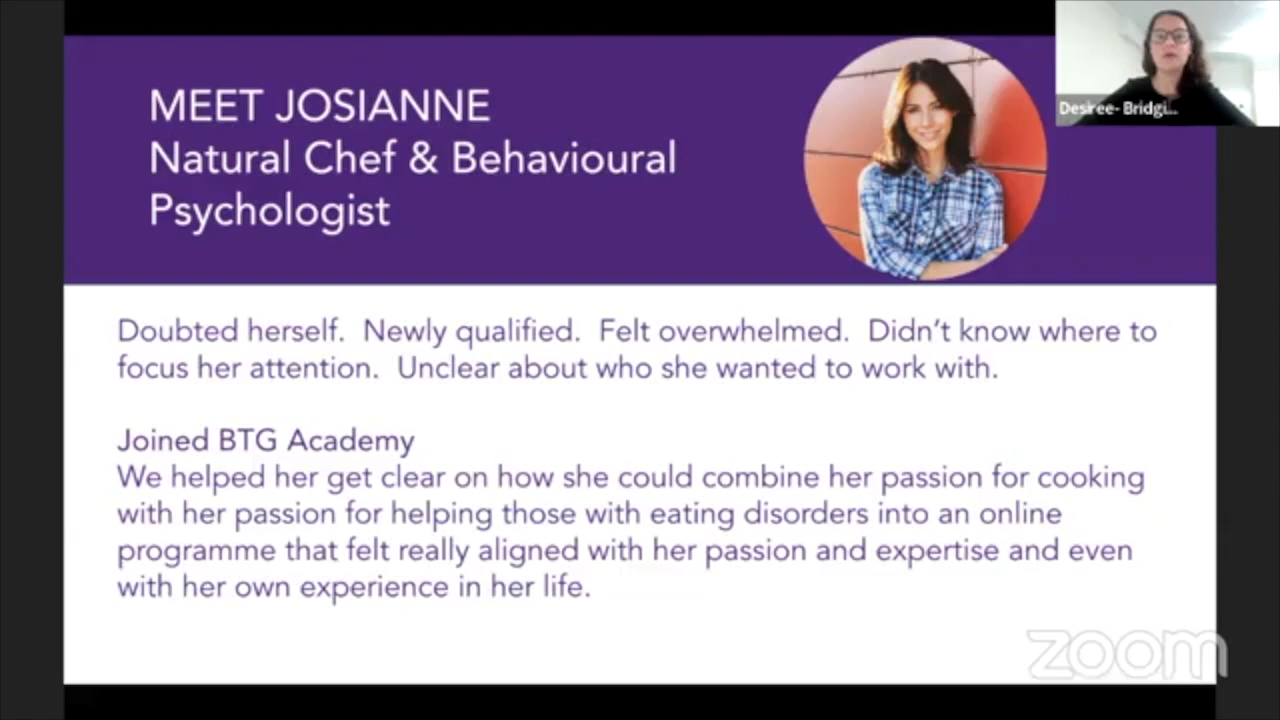 MEET JOSIANNE
Natural Chef & Behavioural
Psychologist
Desiree- Bridgi...
Doubted herself.  Newly qualified.  Felt overwhelmed.  Didn’t know where to
focus her attention.  Unclear about who she wanted to work with.
Joined BTG Academy
We helped her get clear on how she could combine her passion for cooking
with her passion for helping those with eating disorders into an online
programme that felt really aligned with her passion and expertise and even
with her own experience in her life.
zoom